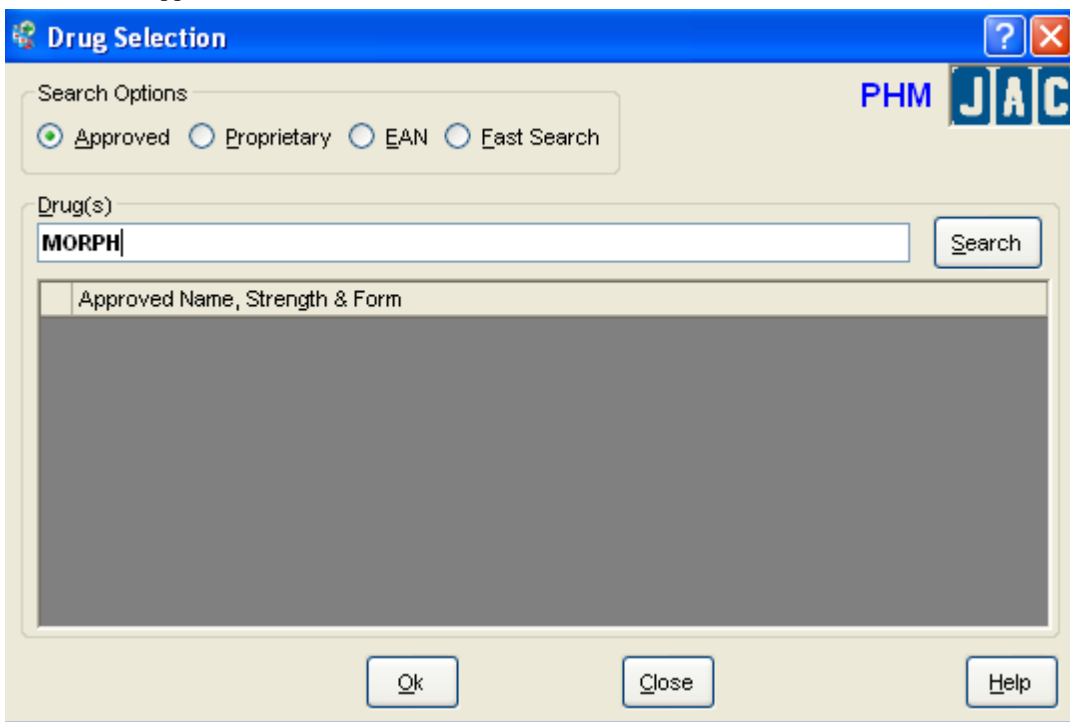 Drug Selection
Search Options
PHM JAC
Approved Proprietary EAN Fast Search
Drug(s)
MORPH
Search
Approved Name, Strength & Form
Ok Close Help